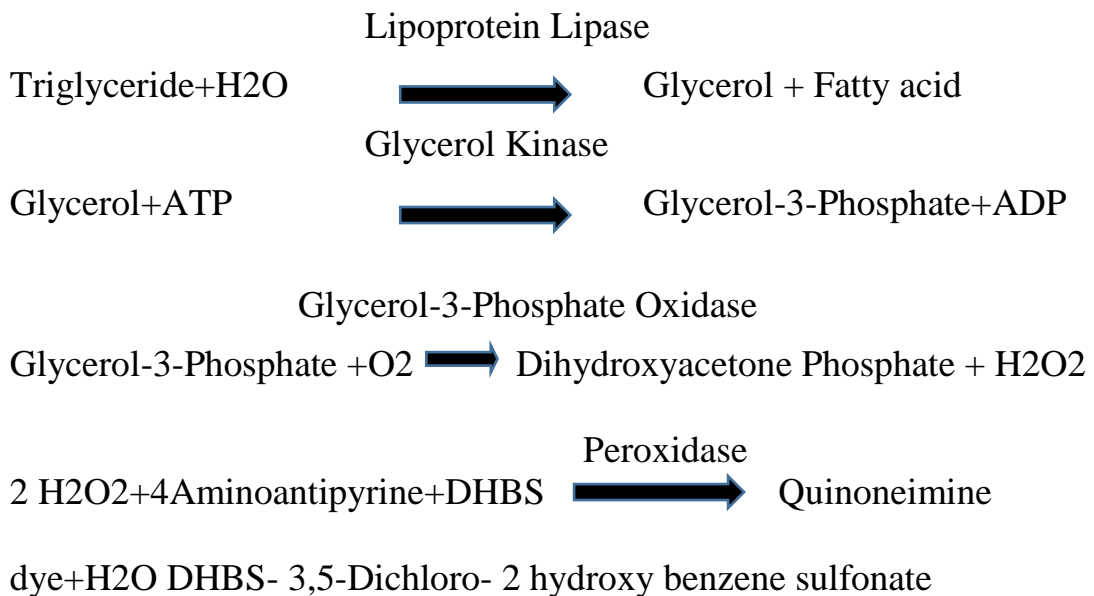 Lipoprotein Lipase
Triglyceride+H2O Glycerol + Fatty acid
Glycerol Kinase
Glycerol+ATP Glycerol-3-Phosphate+ADP
Glycerol-3-Phosphate Oxidase
Glycerol-3-Phosphate +O2 Dihydroxyacetone Phosphate + H2O2
Peroxidase
2 H2O2+4Aminoantipyrine+DHBS Quinoneimine
dye+H2O DHBS- 3,5-Dichloro- 2 hydroxy benzene sulfonate